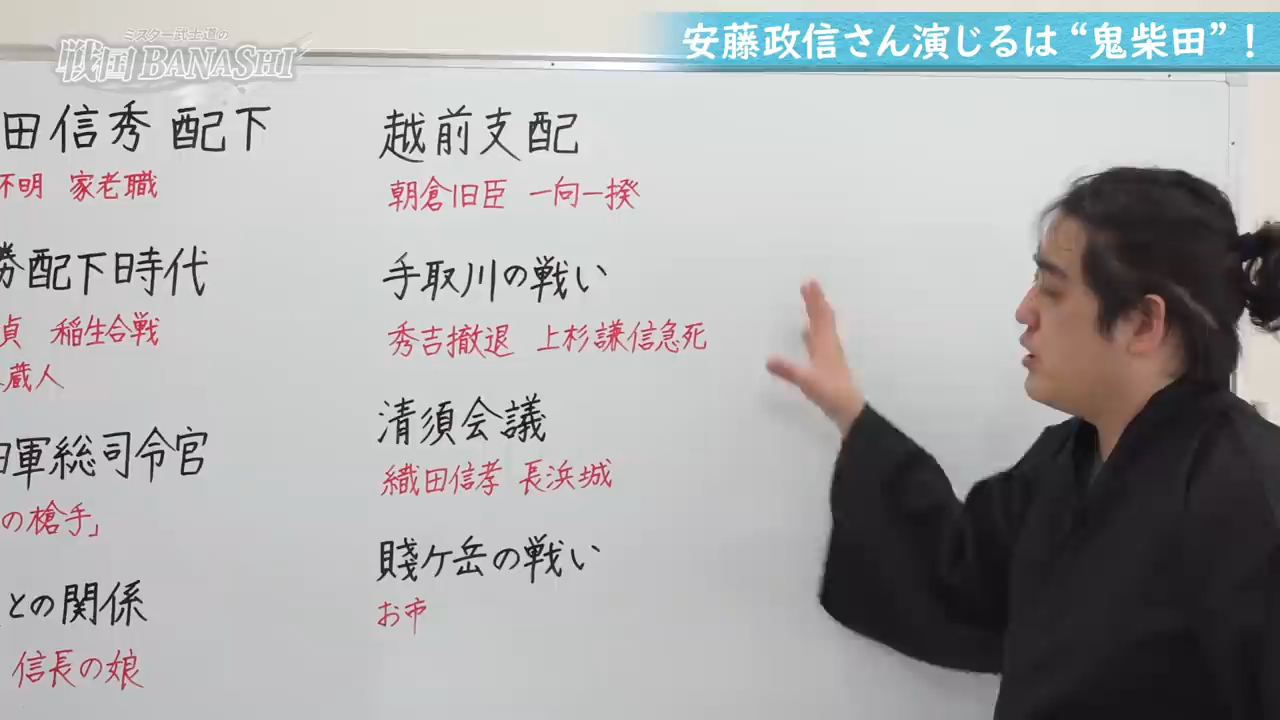 ミスター武士道の
戦国BANASHI
安藤政信さん演じるは“鬼柴田”！
田信秀 配下
不明 家老職
勝配下時代
貞 稲生合戦
蔵人
田軍総司令官
の槍手」
との関係
信長の娘
越前支配
朝倉旧臣 一向一揆
手取川の戦い
秀吉撤退 上杉謙信急死
清須会議
織田信孝 長浜城
賤ケ岳の戦い
お市